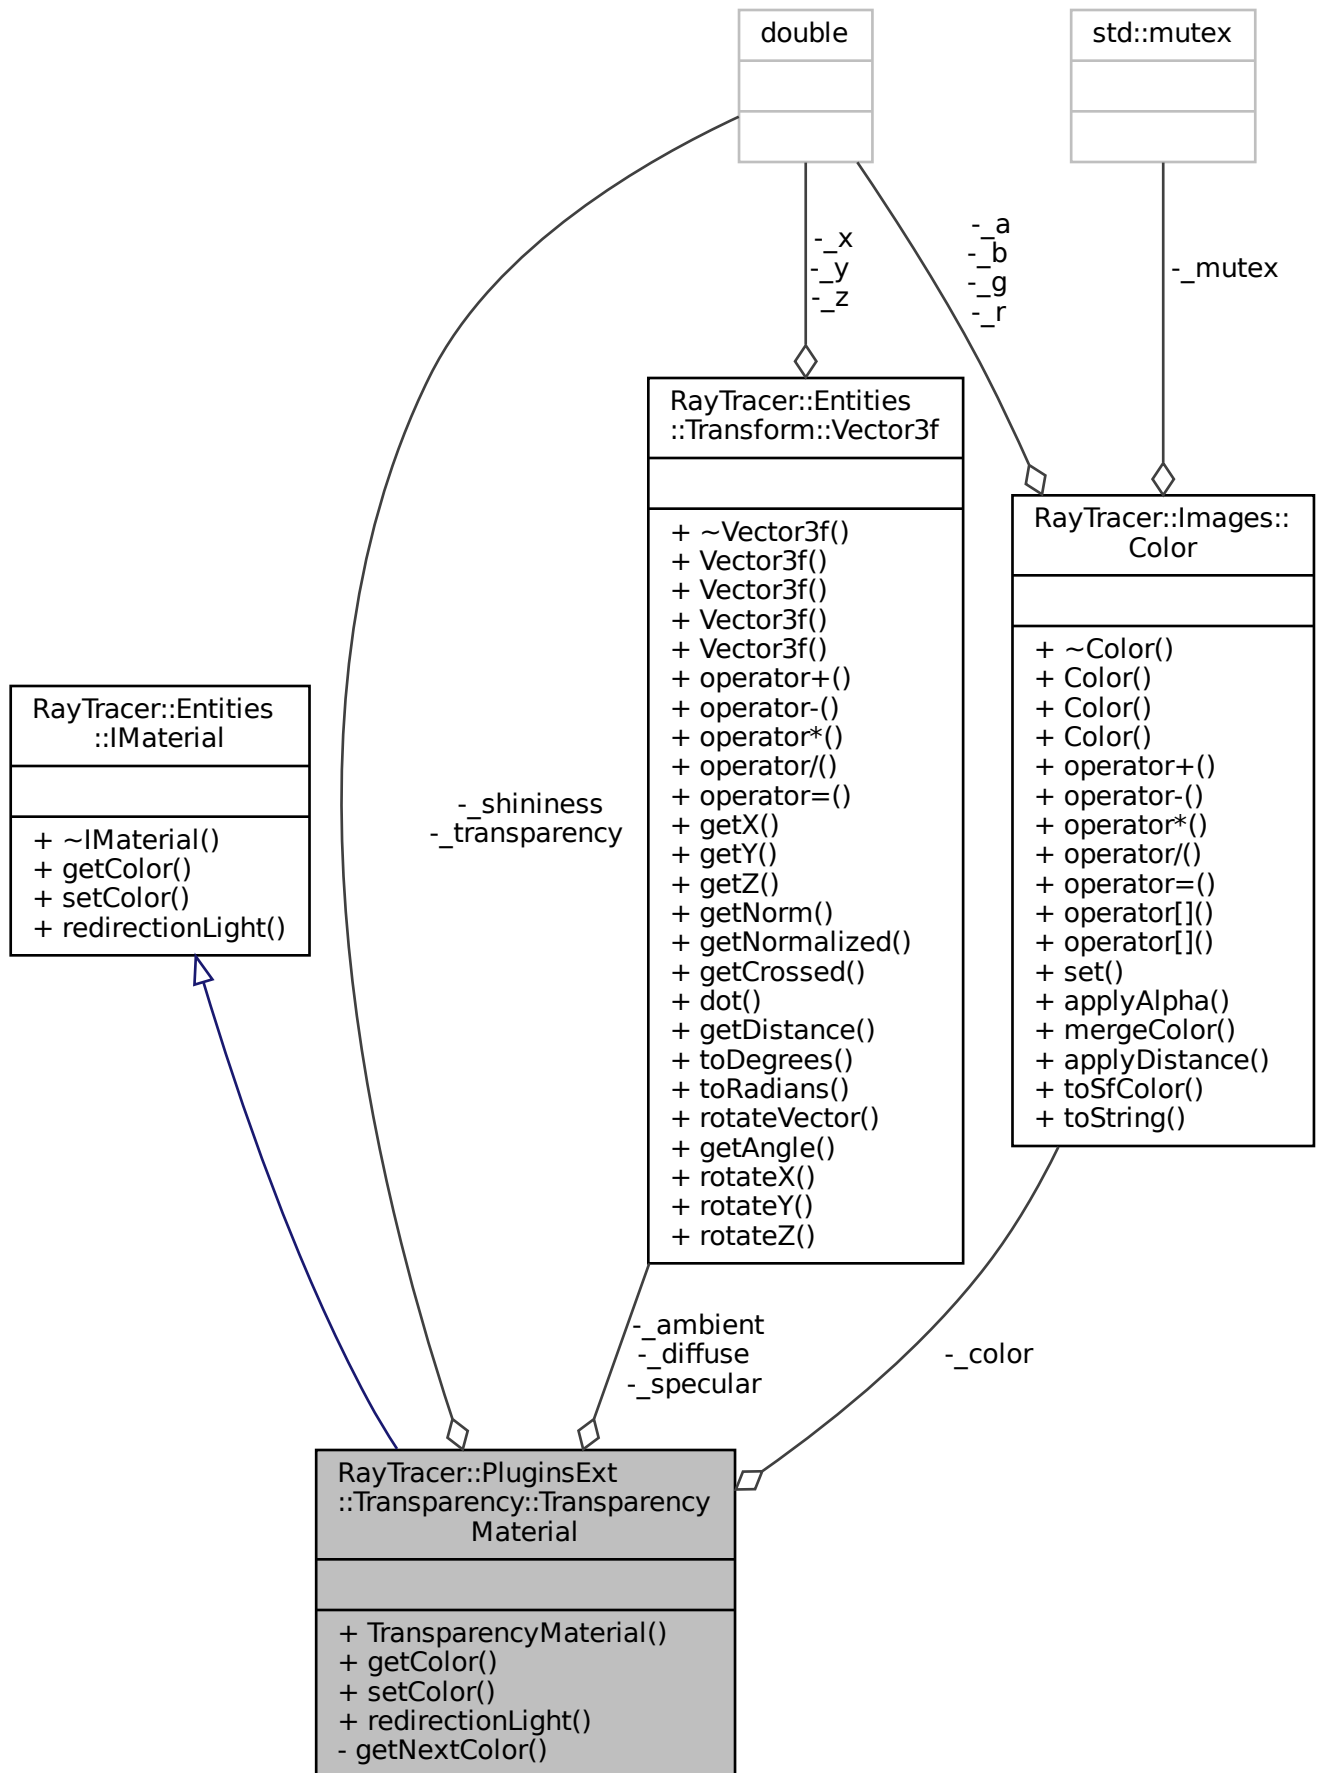 double
std::mutex
-_x
-_y
-_z
-_a
-_b
-_g
-_r
-_mutex
RayTracer::Entities
::Transform::Vector3f
+ ~Vector3f()
+ Vector3f()
+ Vector3f()
+ Vector3f()
+ Vector3f()
+ operator+()
+ operator-()
+ operator*()
+ operator/()
+ operator=()
+ getX()
+ getY()
+ getZ()
+ getNorm()
+ getNormalized()
+ getCrossed()
+ dot()
+ getDistance()
+ toDegrees()
+ toRadians()
+ rotateVector()
+ getAngle()
+ rotateX()
+ rotateY()
+ rotateZ()
RayTracer::Images::
Color
+ ~Color()
+ Color()
+ Color()
+ Color()
+ operator+()
+ operator-()
+ operator*()
+ operator/()
+ operator=()
+ operator[]()
+ operator[]()
+ set()
+ applyAlpha()
+ mergeColor()
+ applyDistance()
+ toSfColor()
+ toString()
RayTracer::Entities
::IMaterial
+ ~IMaterial()
+ getColor()
+ setColor()
+ redirectionLight()
-_shininess
-_transparency
-_ambient
-_diffuse
-_specular
-_color
RayTracer::PluginsExt
::Transparency::Transparency
Material
+ TransparencyMaterial()
+ getColor()
+ setColor()
+ redirectionLight()
- getNextColor()